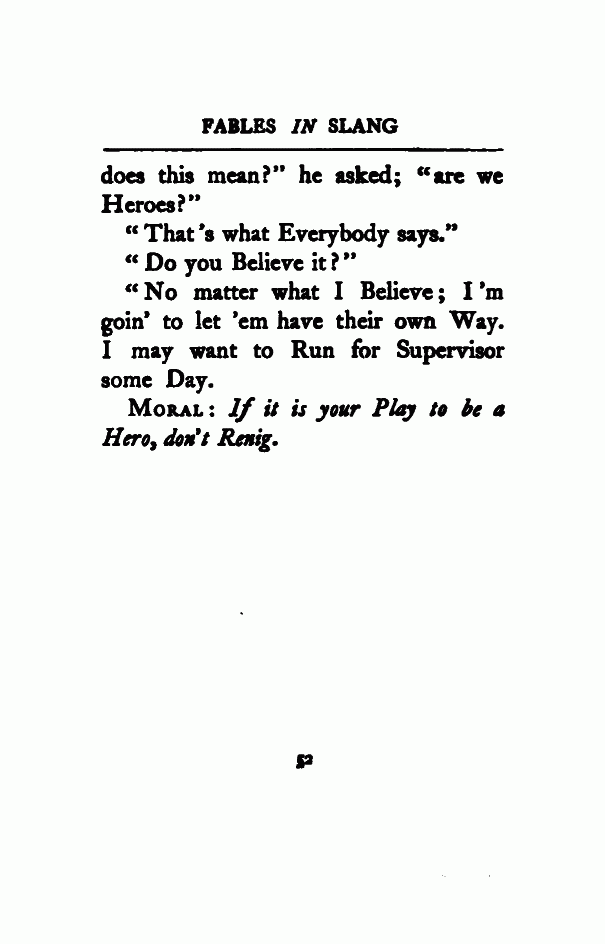 FABLES IN SLANG
does this mean?" he asked; "are we
Heroes?"
"That's what Everybody says."
"Do you Believe it?"
"No matter what I Believe; I'm
goin' to let 'em have their own Way.
I may want to Run for Supervisor
some Day.
MORAL: If it is your Play to be a
Hero, don't Renig.
52